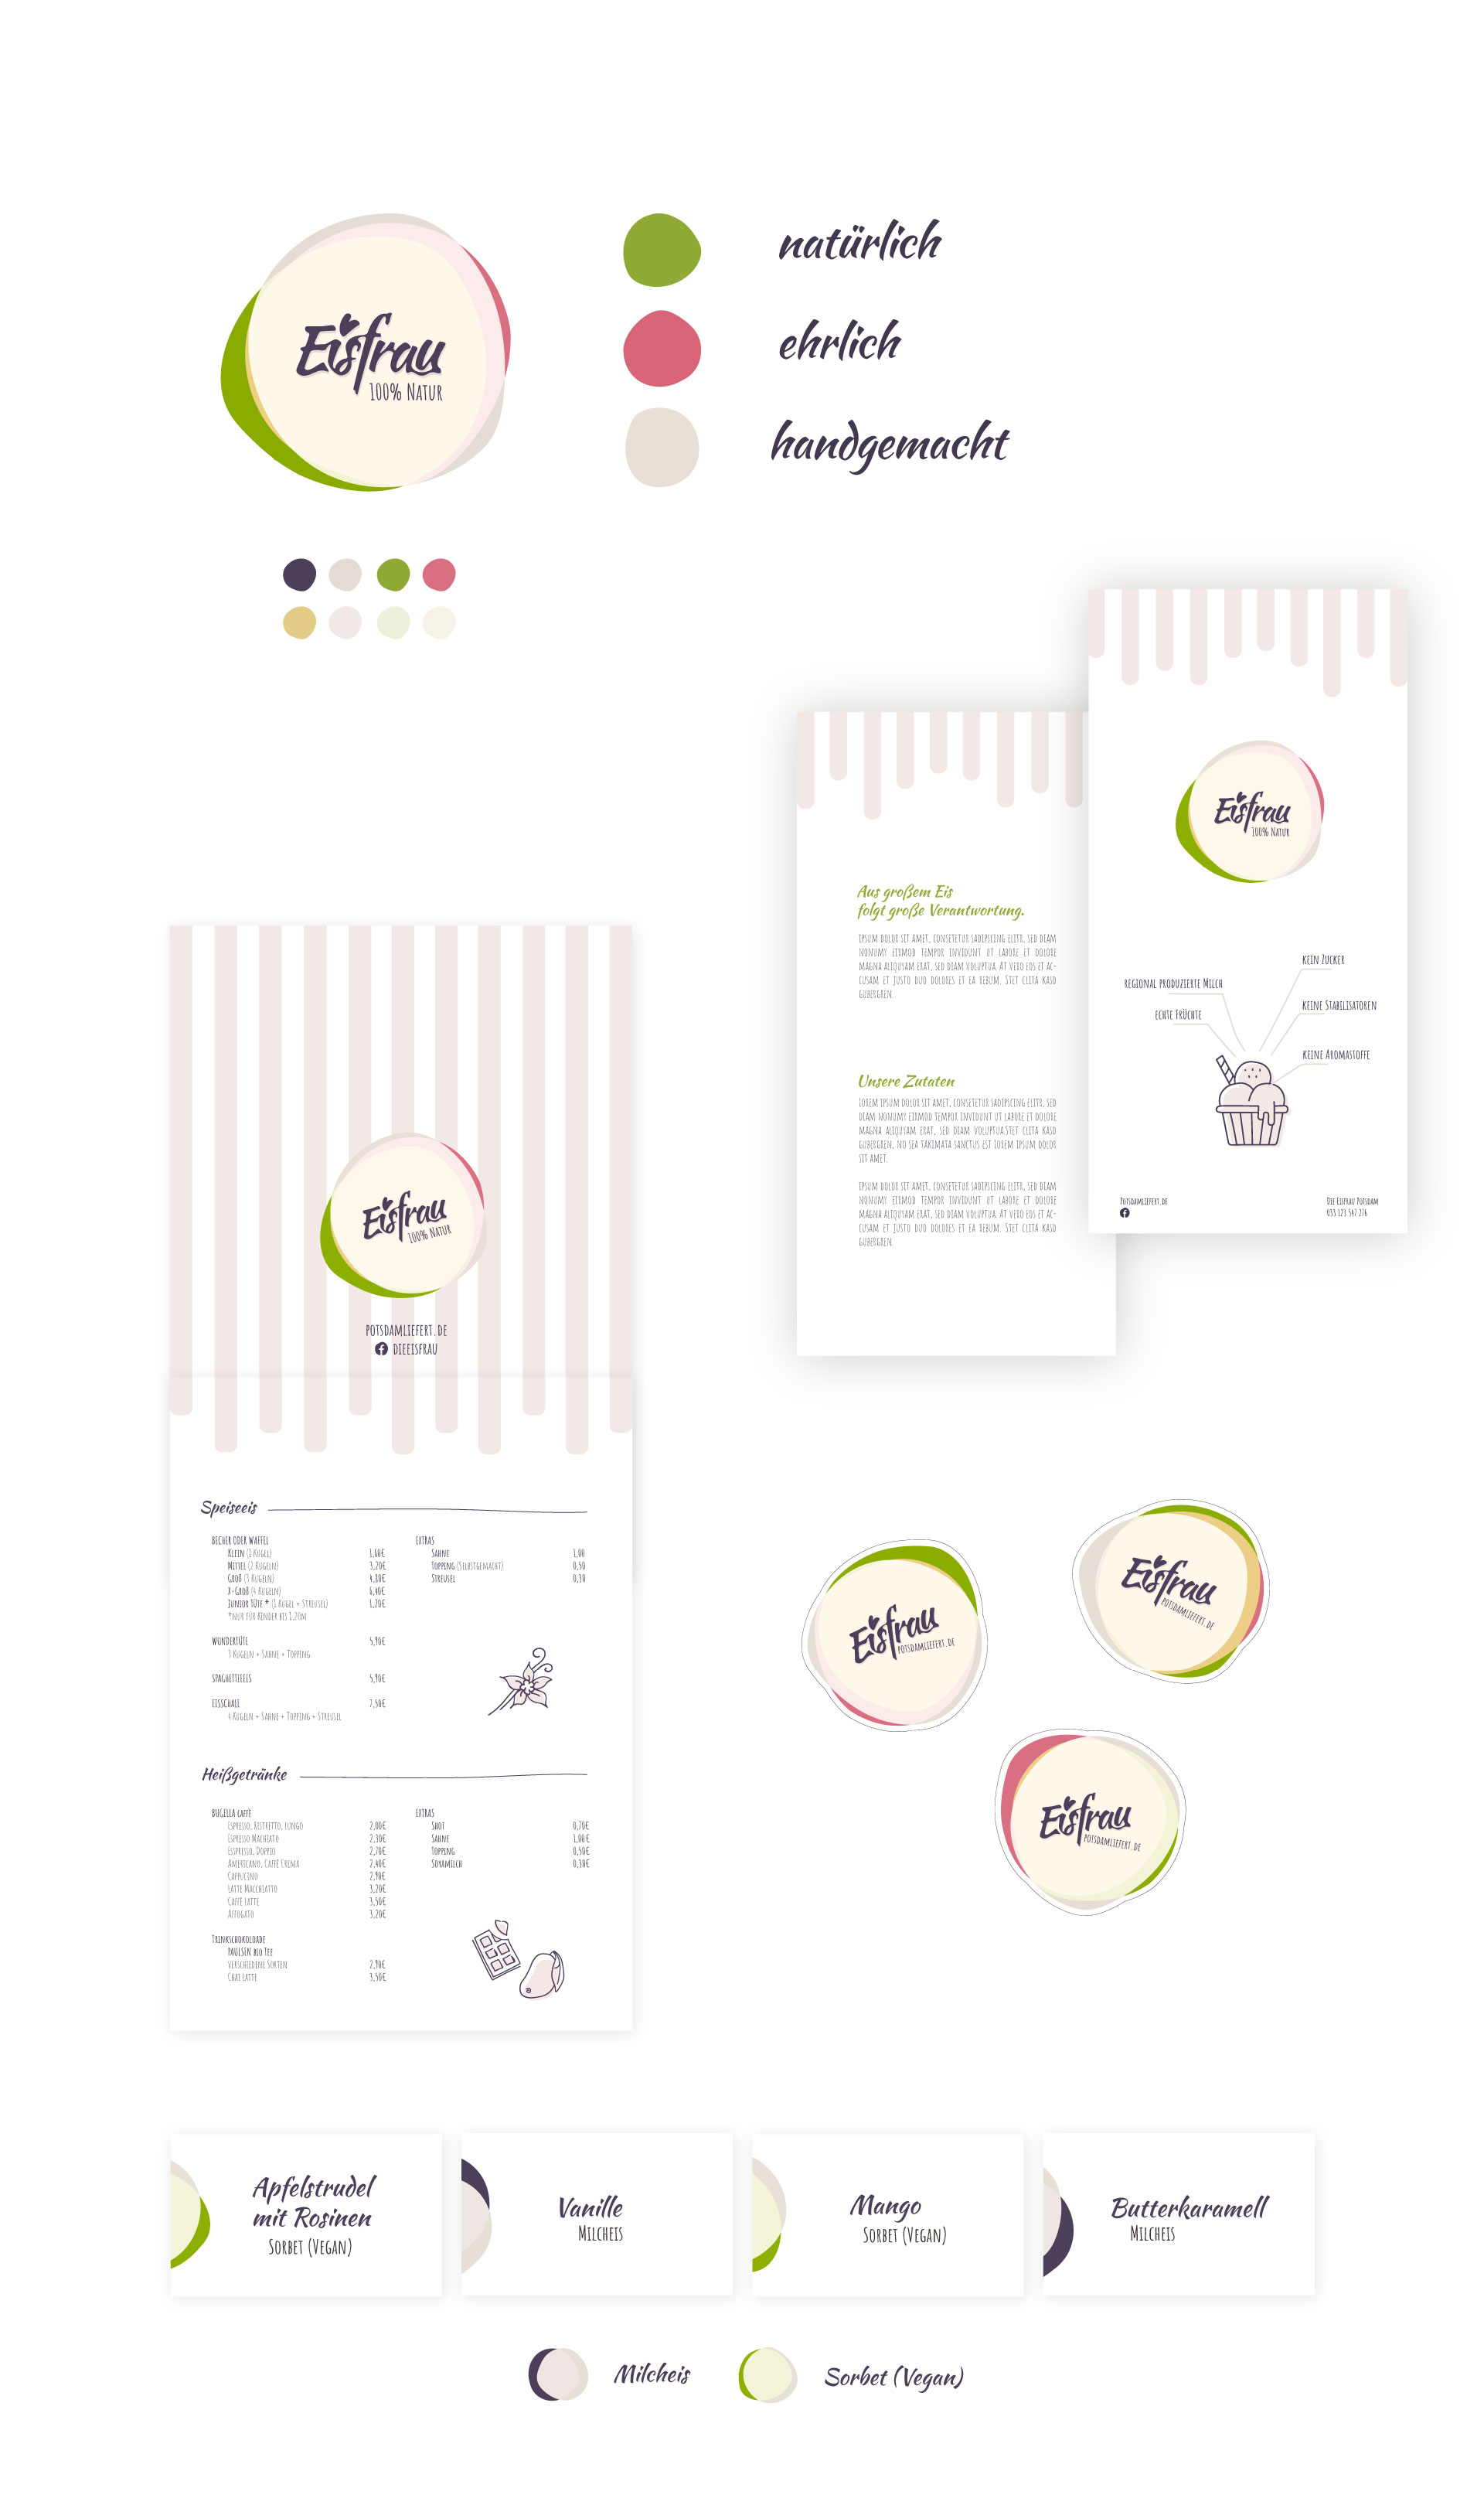 Eisfrau
100% Natur
natürlich
ehrlich
handgemacht
Eisfrau
100% Natur
kein Zucker
regional produzierte Milch
keine Stabilisatoren
echte Früchte
keine Aromastoffe
Potsdamliefert.de
Die Eisfrau Potsdam
033 123 547 276
Aus großem Eis
folgt große Verantwortung.
Ipsum dolor sit amet, consetetur sadipscing elitr, sed diam
nonumy eirmod tempor invidunt ut labore et dolore
magna aliquyam erat, sed diam voluptua. At vero eos et ac-
cusam et justo duo dolores et ea rebum. Stet clita kasd
gubergren.
Unsere Zutaten
Lorem ipsum dolor sit amet, consetetur sadipscing elitr, sed
diam nonumy eirmod tempor invidunt ut labore et dolore
magna aliquyam erat, sed diam voluptua.Stet clita kasd
gubergren, no sea takimata sanctus est Lorem ipsum dolor
sit amet.
Ipsum dolor sit amet, consetetur sadipscing elitr, sed diam
nonumy eirmod tempor invidunt ut labore et dolore
magna aliquyam erat, sed diam voluptua. At vero eos et ac-
cusam et justo duo dolores et ea rebum. Stet clita kasd
gubergren.
Eisfrau
100% Natur
potsdamliefert.de
dieeisfrau
Speiseeis
Becher oder Waffel
Klein (1 Kugel) 1,60€
Mittel (2 Kugeln) 3,20€
Groß (3 Kugeln) 4,80€
X-Groß (4 Kugeln) 6,40€
Junior Tüte * (1 Kugel + Streusel) 1,20€
*nur für Kinder bis 1,20m
Wundertüte 5,90€
3 Kugeln + Sahne + Topping
Spaghettieeis 5,90€
Eisschale 7,50€
4 Kugeln + Sahne + Topping + Streusel
Extras
Sahne 1,00
Topping (Selbstgemacht) 0,50
Streusel 0,30
Heißgetränke
Bugella caffè
Espresso, Ristretto, Lungo 2,00€
Espresso Machiato 2,30€
Esspresso, Doppio 2,70€
Americano, Caffè Crema 2,40€
Cappucino 2,90€
Latte Macchiatto 3,20€
Caffè Latte 3,50€
Affogato 3,20€
Trinkschokoldade
Paulsen Bio Tee
verschiedene Sorten 2,90€
Chai Latte 3,50€
Extras
Shot 0,70€
Sahne 1,00€
Topping 0,50€
Soyamilch 0,30€
Eisfrau
potsdamliefert.de
Eisfrau
potsdamliefert.de
Eisfrau
potsdamliefert.de
Apfelstrudel
mit Rosinen
Sorbet (Vegan)
Vanille
Milcheis
Mango
Sorbet (Vegan)
Butterkaramell
Milcheis
Milcheis
Sorbet (Vegan)